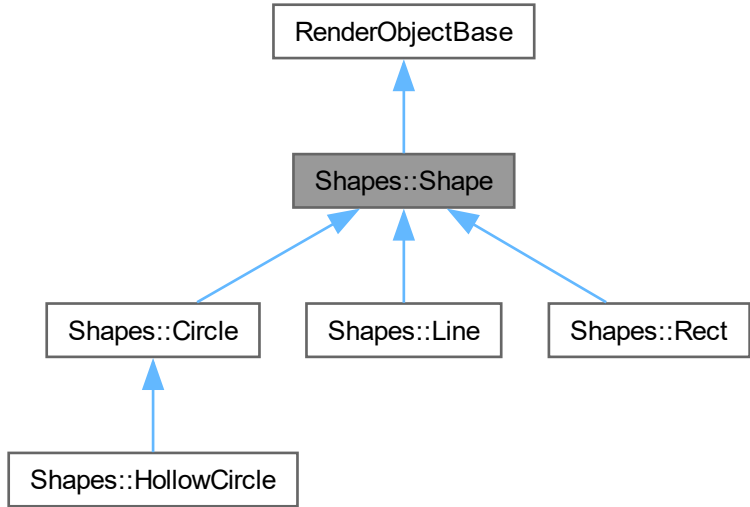 RenderObjectBase
Shapes::Shape
Shapes::Circle
Shapes::Line
Shapes::Rect
Shapes::HollowCircle